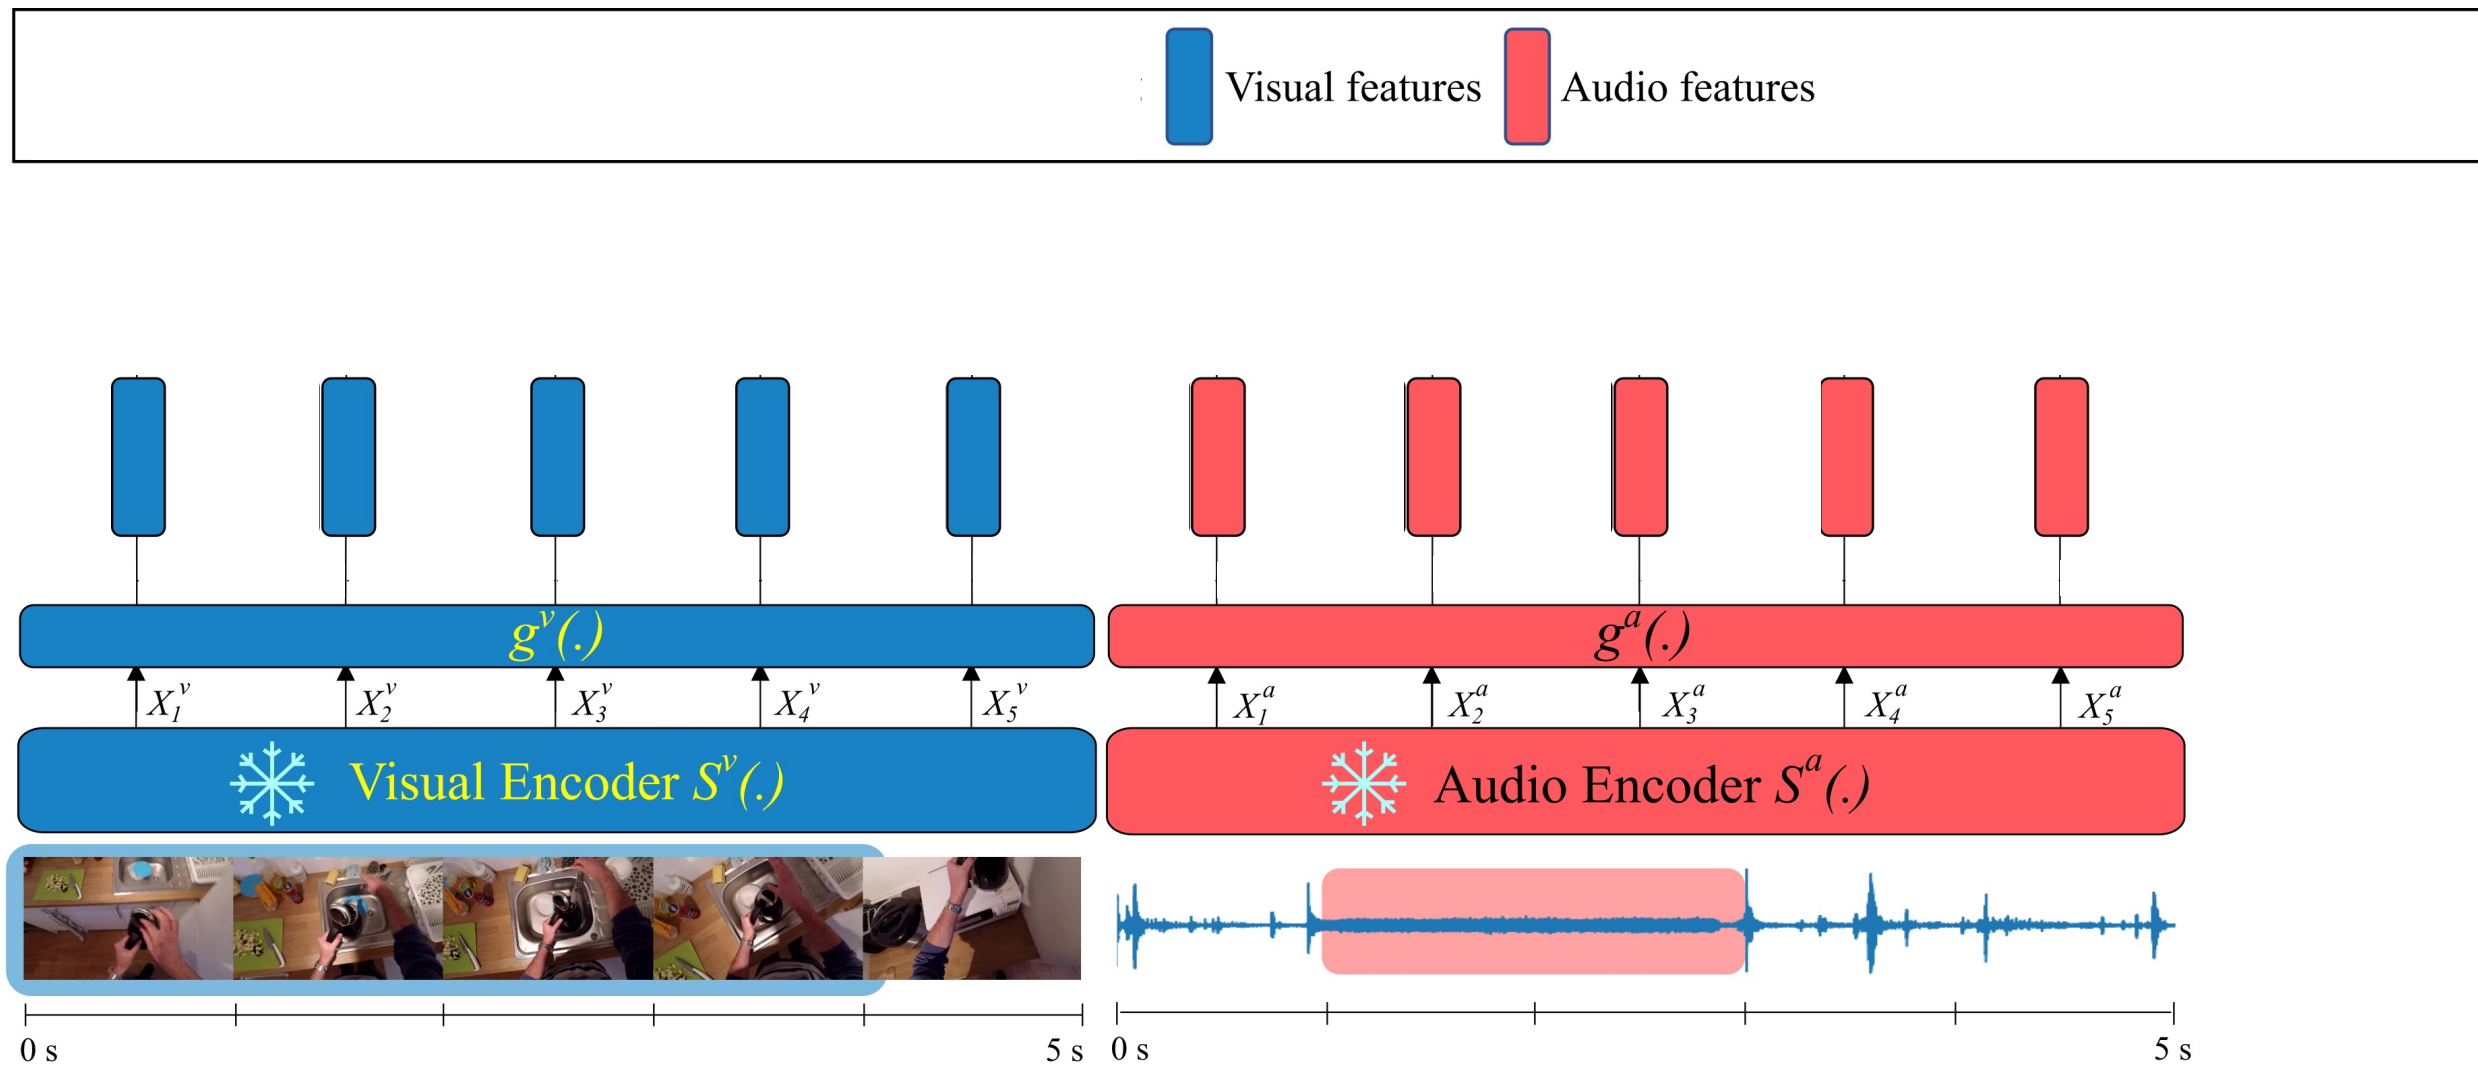 Visual features Audio features
g^v(.) g^a(.)
X_1^v X_2^v X_3^v X_4^v X_5^v X_1^a X_2^a X_3^a X_4^a X_5^a
Visual Encoder S^v(.) Audio Encoder S^a(.)
0 s 5 s 0 s 5 s